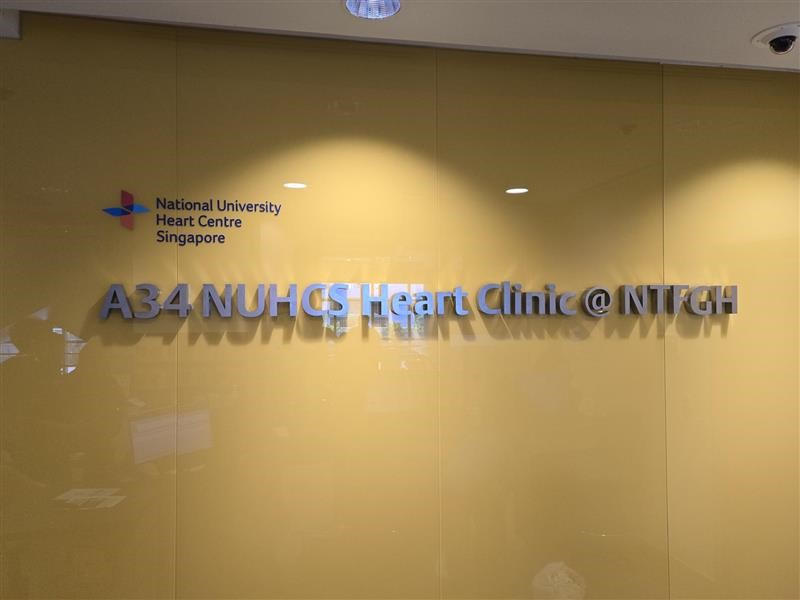 National University
Heart Centre
Singapore
A34 NUHCS Heart Clinic @ NTFGH